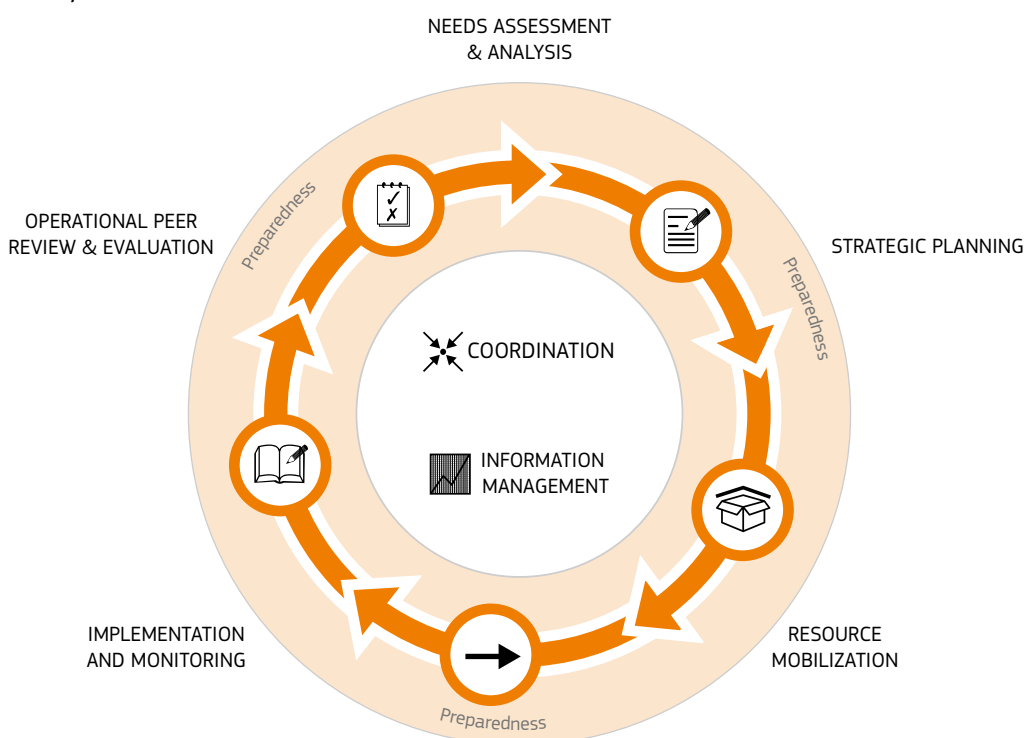 NEEDS ASSESSMENT
& ANALYSIS
OPERATIONAL PEER
REVIEW & EVALUATION
Preparedness
STRATEGIC PLANNING
Preparedness
COORDINATION
INFORMATION
MANAGEMENT
IMPLEMENTATION
AND MONITORING
RESOURCE
MOBILIZATION
Preparedness